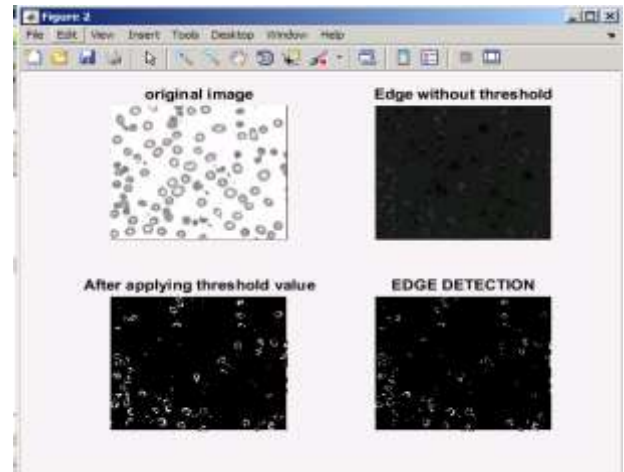 Figure 2
File Edit View Insert Tools Desktop Window Help
original image
Edge without threshold
After applying threshold value
EDGE DETECTION